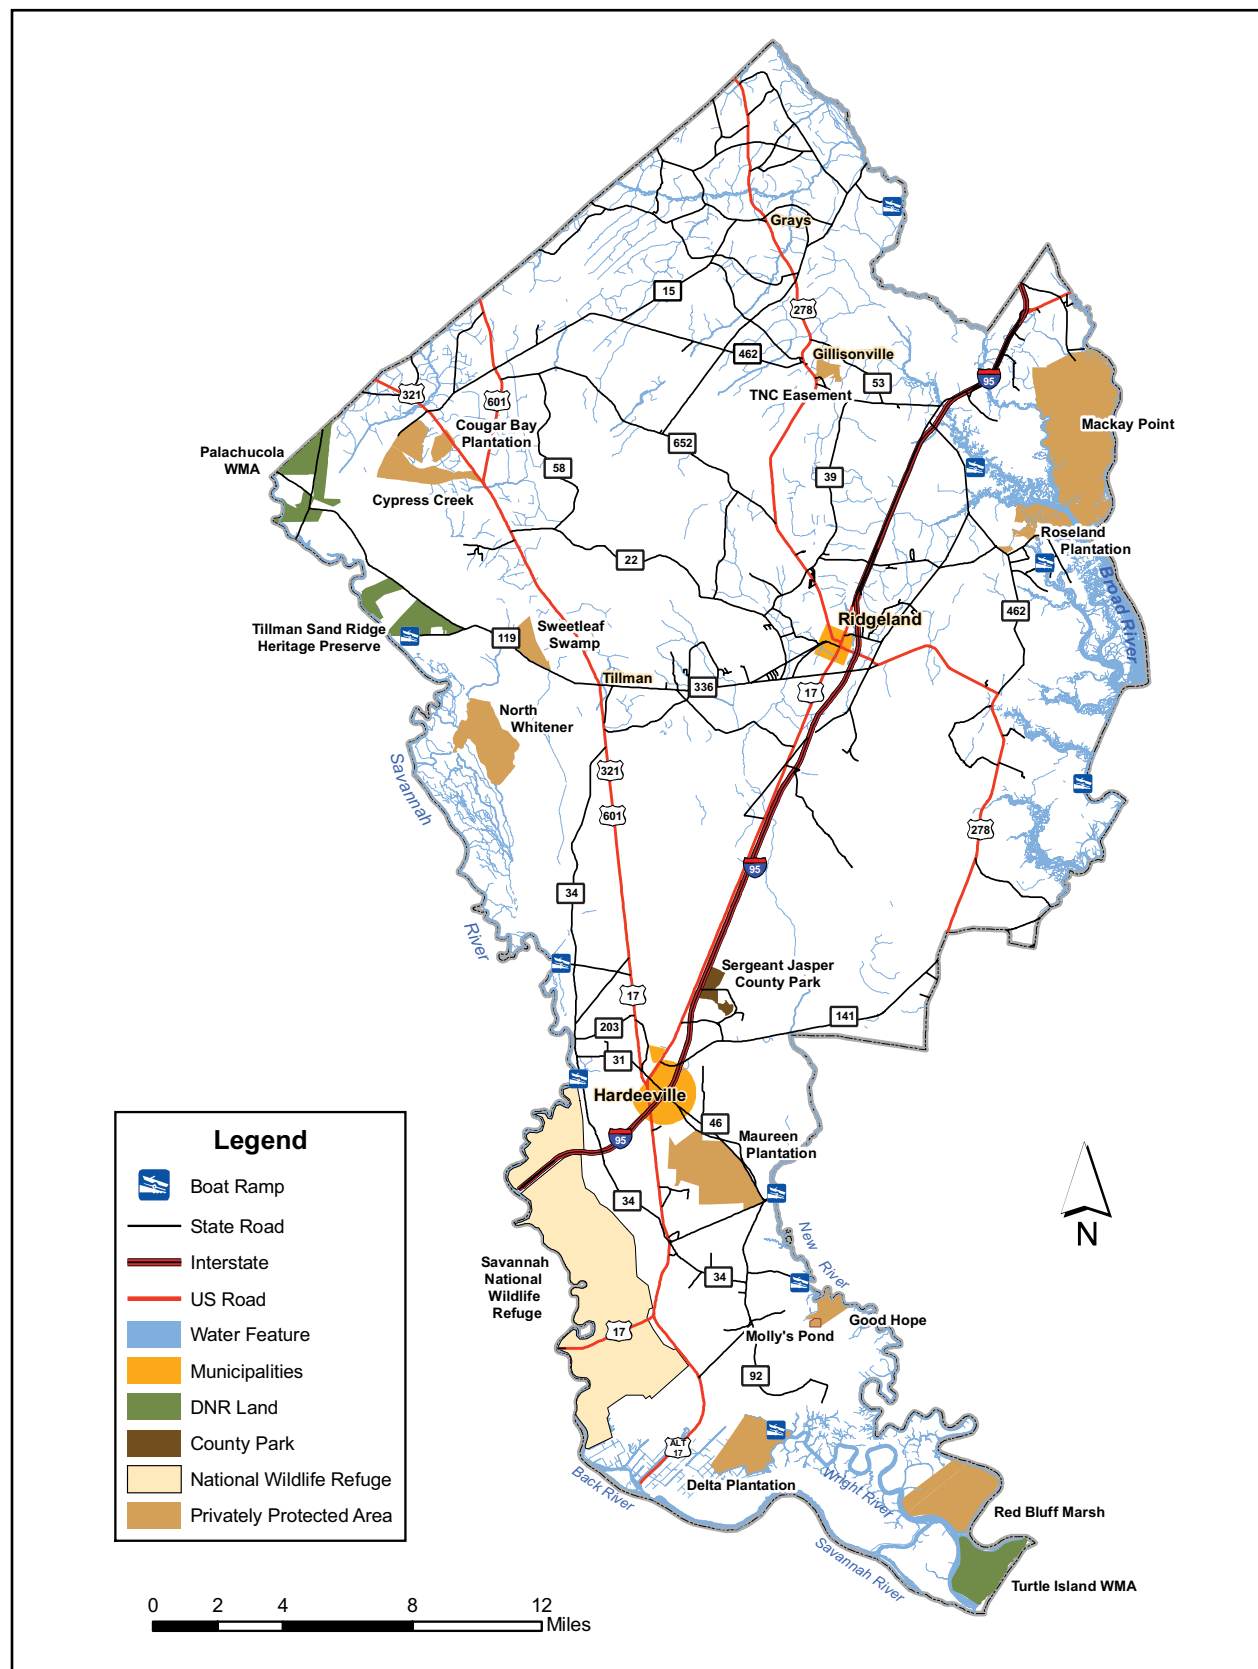 Grays
15
278
462
Gillisonville
53
95
TNC Easement
321
601
Mackay Point
Cougar Bay
Plantation
Palachucola
WMA
652
58
39
Cypress Creek
Roseland
Plantation
22
Broad River
462
Ridgeland
Tillman Sand Ridge
Heritage Preserve
119
Sweetleaf
Swamp
Tillman
336
17
North
Whitener
Savannah
321
601
278
95
34
River
Sergeant Jasper
County Park
17
203
141
31
Hardeeville
46
95
Maureen
Plantation
34
New River
Savannah
National
Wildlife
Refuge
34
17
Good Hope
Molly's Pond
92
ALT
17
Back River
Delta Plantation
Wright River
Red Bluff Marsh
Savannah River
Turtle Island WMA
N
Legend
Boat Ramp
State Road
Interstate
US Road
Water Feature
Municipalities
DNR Land
County Park
National Wildlife Refuge
Privately Protected Area
0 2 4 8 12
Miles